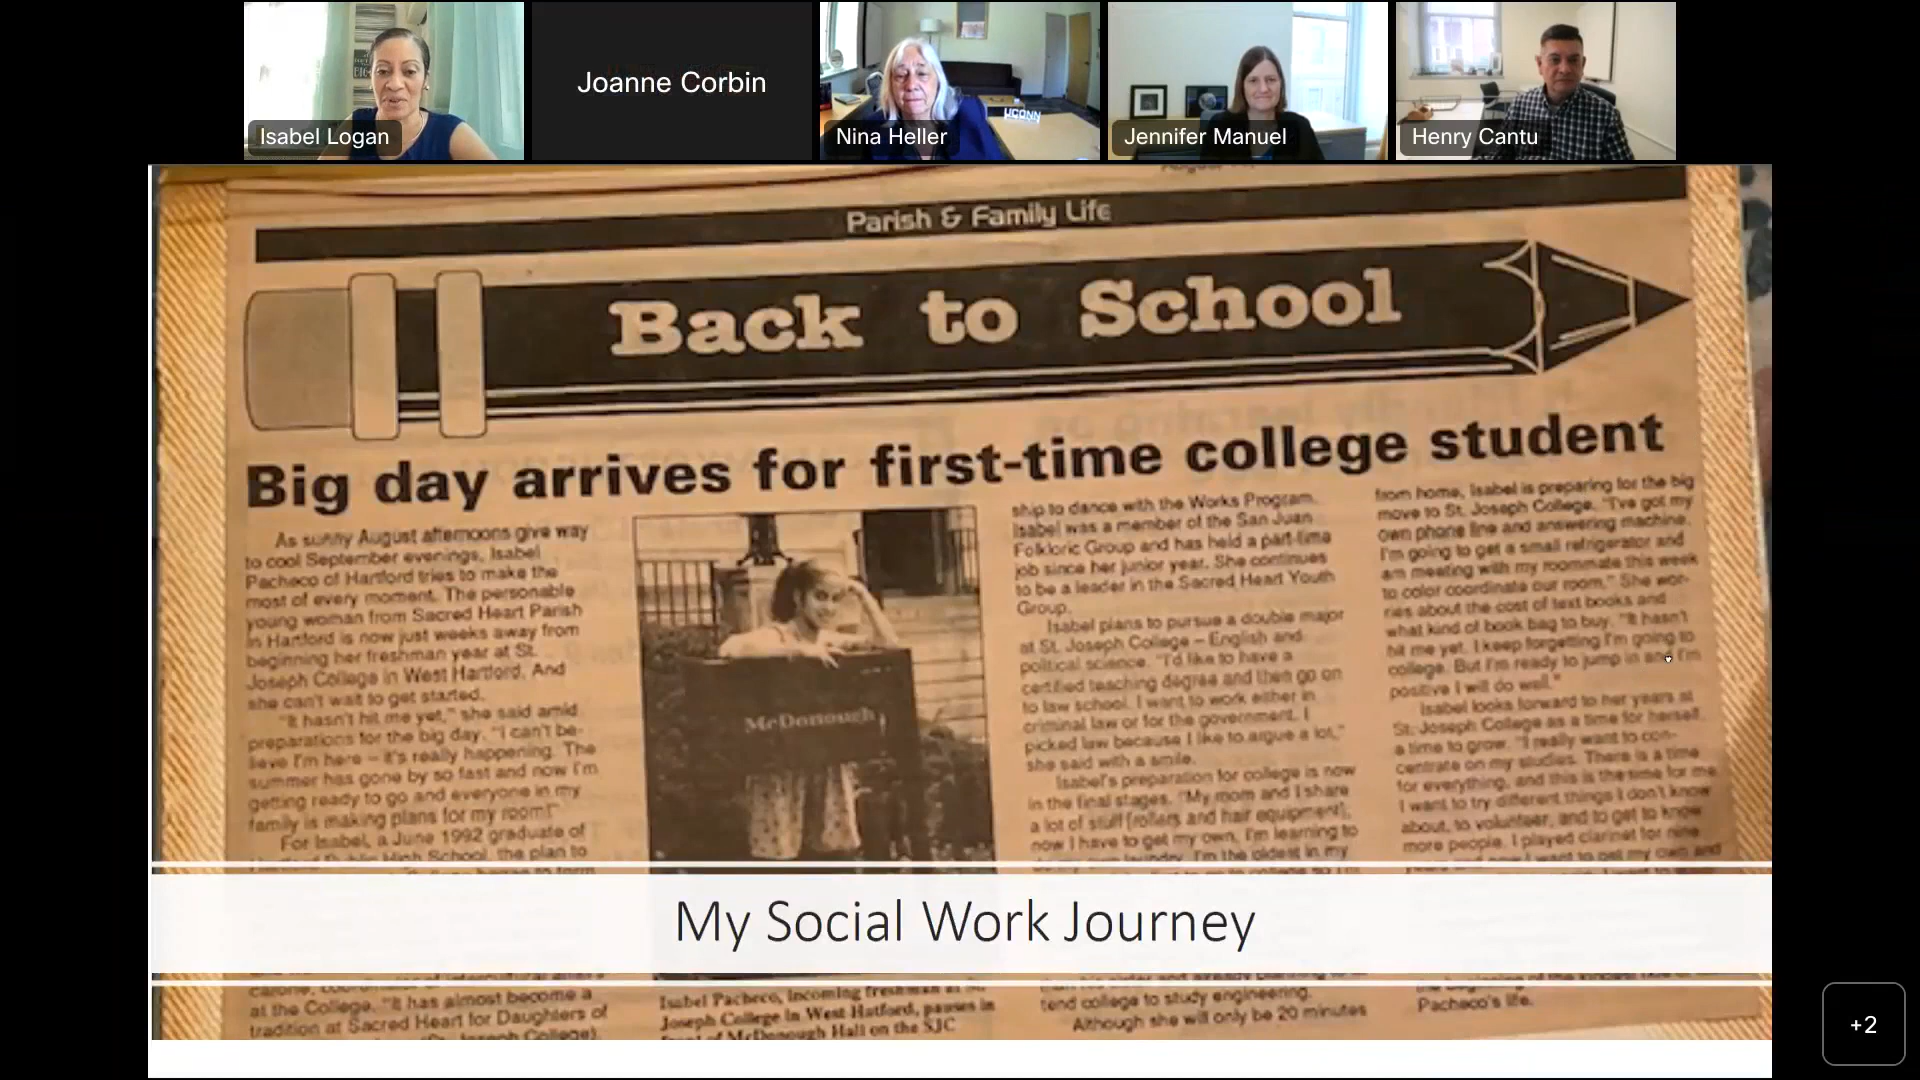 Isabel Logan
Joanne Corbin
Nina Heller
UCONN
Jennifer Manuel
Henry Cantu
Parish & Family Life
Back to School
Big day arrives for first-time college student
As sunny August afternoons give way
to cool September evenings, Isabel
Pacheco of Hartford tries to make the
most of every moment. The personable
young woman from Sacred Heart Parish
in Hartford is now just weeks away from
beginning her freshman year at St.
Joseph College in West Hartford. And
she can't wait to get started.
"It hasn't hit me yet," she said amid
preparations for the big day. "I can't be-
lieve I'm here – it's really happening. The
summer has gone by so fast and now I'm
getting ready to go and everyone in my
family is making plans for my room!"
For Isabel, a June 1992 graduate of
Public High School, the plan to
at the College. "It has almost become a
tradition at Sacred Heart for Daughters of
McDonough
Isabel Pacheco, incoming freshman at
Joseph College in West Hatford, pauses in
front of McDonough Hall on the SJC
ship to dance with the Works Program.
Isabel was a member of the San Juan
Folkloric Group and has held a part-time
job since her junior year. She continues
to be a leader in the Sacred Heart Youth
Group.
Isabel plans to pursue a double major
at St. Joseph College – English and
political science. "I'd like to have a
certified teaching degree and then go on
to law school. I want to work either in
criminal law or for the government. I
picked law because I like to argue a lot,"
she said with a smile.
Isabel's preparation for college is now
in the final stages. "My mom and I share
a lot of stuff (rollers and hair equipment),
now I have to get my own. I'm learning to
laundry. I'm the oldest in my
tend college to study engineering.
Although she will only be 20 minutes
from home, Isabel is preparing for the big
move to St. Joseph College. "I've got my
own phone line and answering machine.
I'm going to get a small refrigerator and
am meeting with my roommate this week
to color coordinate our room." She wor-
ries about the cost of text books and
what kind of book bag to buy. "It hasn't
hit me yet. I keep forgetting I'm going to
college. But I'm ready to jump in and I'm
positive I will do well."
Isabel looks forward to her years at
St. Joseph College as a time for herself,
a time to grow. "I really want to con-
centrate on my studies. There is a time
for everything, and this is the time for me.
I want to try different things I don't know
about, to volunteer, and to get to know
more people. I played clarinet for nine
Pacheco's life.
My Social Work Journey
+2